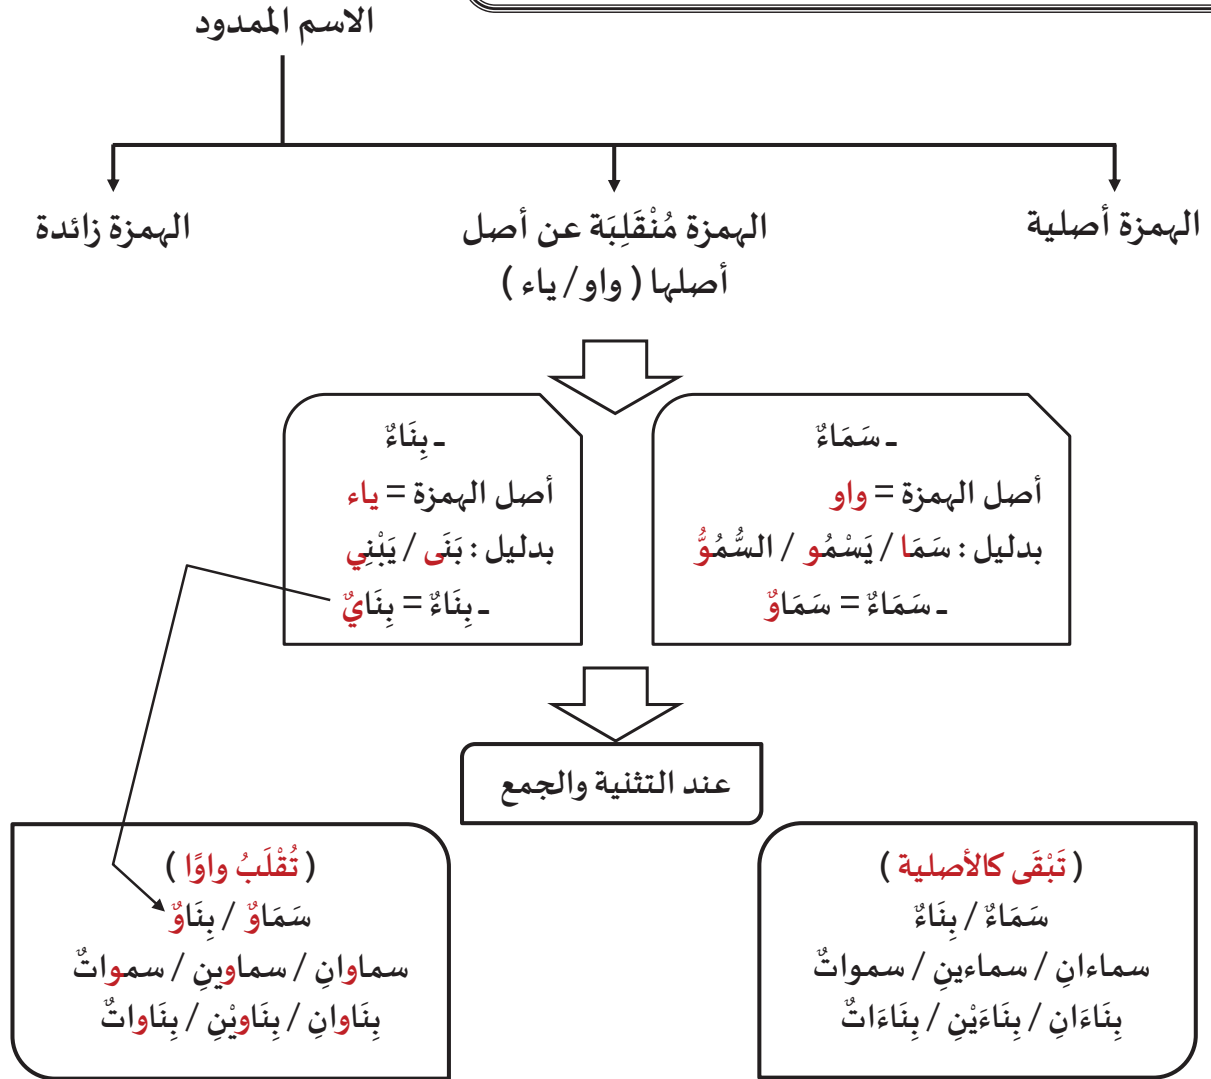 الاسم الممدود
الهمزة أصلية
الهمزة مُنْقَلِبَة عن أصل
أصلها ( واو / ياء )
الهمزة زائدة
ـ سَمَاءٌ
أصل الهمزة = واو
بدليل : سَمَا / يَسْمُو / السُّمُوُّ
ـ سَمَاءٌ = سَمَاوٌ
ـ بِنَاءٌ
أصل الهمزة = ياء
بدليل : بَنَى / يَبْنِي
ـ بِنَاءٌ = بِنَايٌ
عند التثنية والجمع
( تَبْقَى كالأصلية )
سَمَاءٌ / بِنَاءٌ
سماءانِ / سماءينِ / سمواتٌ
بِنَاءَانِ / بِنَاءَيْنِ / بِنَاءَاتٌ
( تُقْلَبُ واوًا )
سَمَاوٌ / بِنَاوٌ
سماوانِ / سماوينِ / سمواتٌ
بِنَاوانِ / بِنَاويْنِ / بِنَاواتٌ